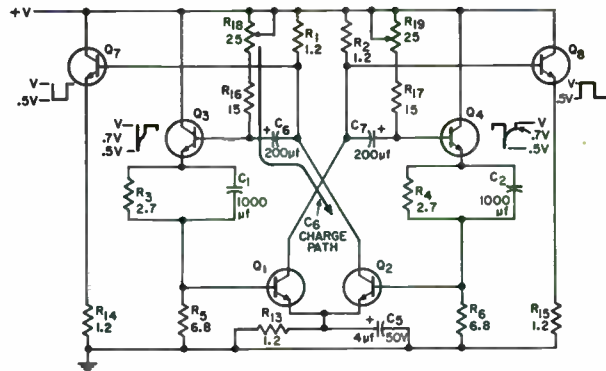 +V
Q7
R18
25
R1
1.2
R2
1.2
R19
25
Q8
V
.5V
V
.5V
R16
15
R17
15
Q3
Q4
V
.7V
.5V
V
.7V
.5V
+
C6
200μf
C7
+
200μf
R3
2.7
C1
1000
μf
C6
CHARGE
PATH
R4
2.7
C2
1000
μf
Q1
Q2
R14
1.2
R5
6.8
R13
1.2
+
C5
4μf
50V
R6
6.8
R15
1.2